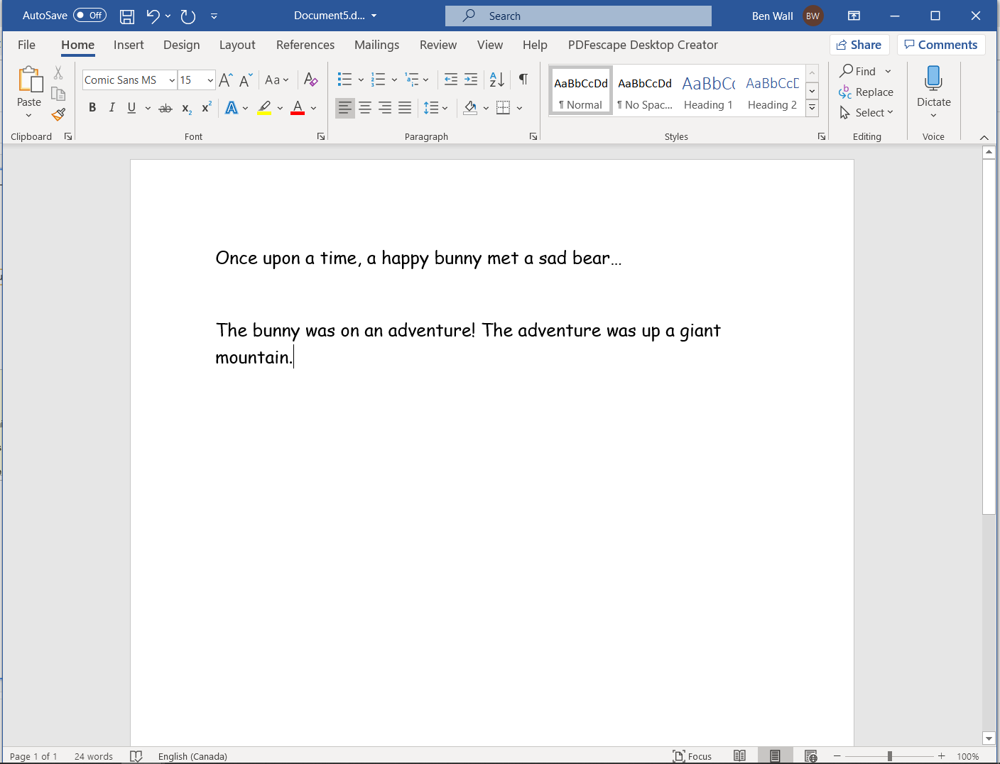 AutoSave Off Document5.d... Search Ben Wall BW
File Home Insert Design Layout References Mailings Review View Help PDFescape Desktop Creator Share Comments
Comic Sans MS 15 Aa AaBbCcDd AaBbCcDd AaBbCc AaBbCcD Find
Paste B I U ab x2 x2 A A ¶ Normal ¶ No Spac... Heading 1 Heading 2 Replace Dictate
Select
Clipboard Font Paragraph Styles Editing Voice
Once upon a time, a happy bunny met a sad bear...
The bunny was on an adventure! The adventure was up a giant
mountain.
Page 1 of 1 24 words English (Canada) Focus 100%